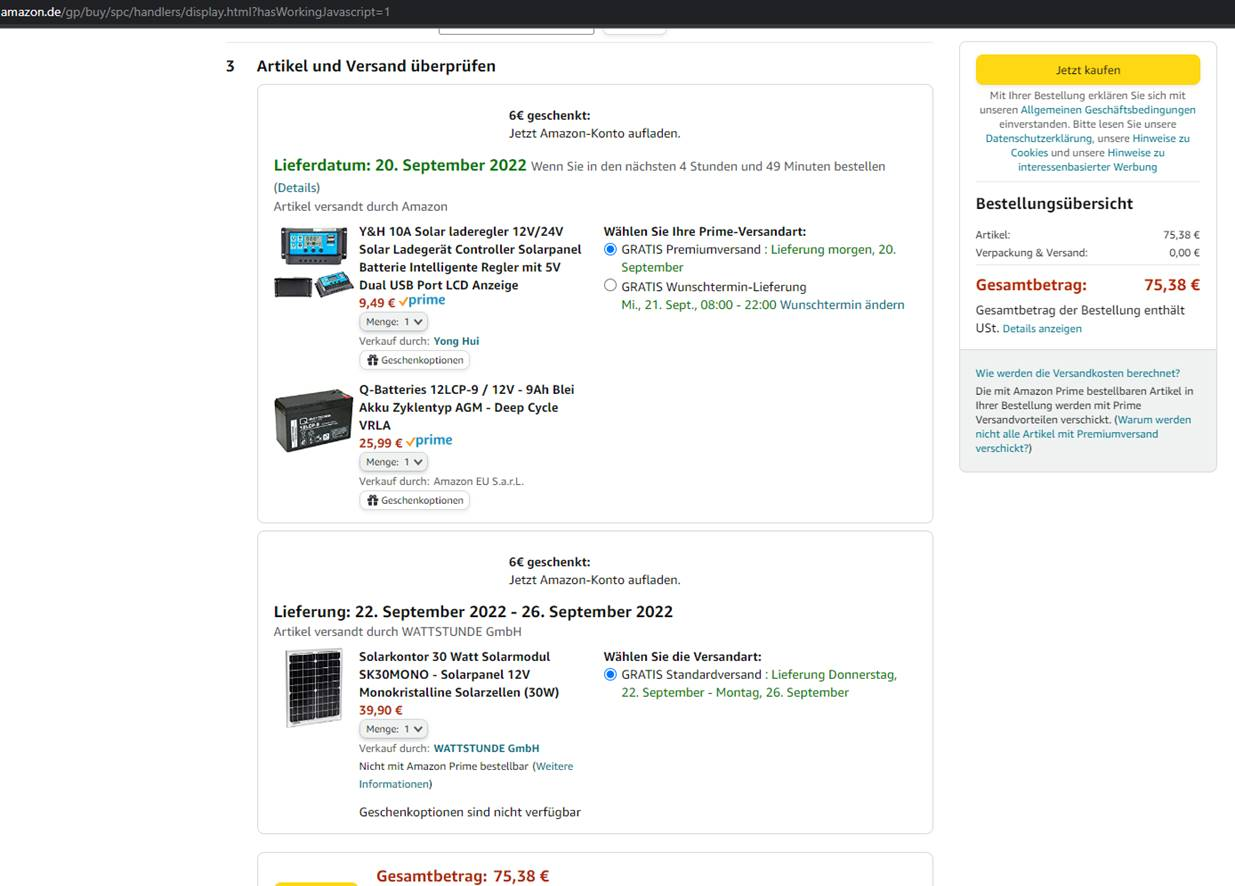 amazon.de/gp/buy/spc/handlers/display.html?hasWorkingJavascript=1
3 Artikel und Versand überprüfen
6€ geschenkt:
Jetzt Amazon-Konto aufladen.
Lieferdatum: 20. September 2022 Wenn Sie in den nächsten 4 Stunden und 49 Minuten bestellen
(Details)
Artikel versandt durch Amazon
Y&H 10A Solar laderegler 12V/24V
Solar Ladegerät Controller Solarpanel
Batterie Intelligente Regler mit 5V
Dual USB Port LCD Anzeige
9,49 € prime
Menge: 1
Verkauf durch: Yong Hui
Geschenkoptionen
Wählen Sie Ihre Prime-Versandart:
GRATIS Premiumversand : Lieferung morgen, 20.
September
GRATIS Wunschtermin-Lieferung
Mi., 21. Sept., 08:00 - 22:00 Wunschtermin ändern
Q-Batteries 12LCP-9 / 12V - 9Ah Blei
Akku Zyklentyp AGM - Deep Cycle
VRLA
25,99 € prime
Menge: 1
Verkauf durch: Amazon EU S.a.r.L.
Geschenkoptionen
6€ geschenkt:
Jetzt Amazon-Konto aufladen.
Lieferung: 22. September 2022 - 26. September 2022
Artikel versandt durch WATTSTUNDE GmbH
Solarkontor 30 Watt Solarmodul
SK30MONO - Solarpanel 12V
Monokristalline Solarzellen (30W)
39,90 €
Menge: 1
Verkauf durch: WATTSTUNDE GmbH
Nicht mit Amazon Prime bestellbar (Weitere
Informationen)
Geschenkoptionen sind nicht verfügbar
Wählen Sie die Versandart:
GRATIS Standardversand : Lieferung Donnerstag,
22. September - Montag, 26. September
Gesamtbetrag: 75,38 €
Jetzt kaufen
Mit Ihrer Bestellung erklären Sie sich mit
unseren Allgemeinen Geschäftsbedingungen
einverstanden. Bitte lesen Sie unsere
Datenschutzerklärung, unsere Hinweise zu
Cookies und unsere Hinweise zu
interessenbasierter Werbung
Bestellungsübersicht
Artikel: 75,38 €
Verpackung & Versand: 0,00 €
Gesamtbetrag: 75,38 €
Gesamtbetrag der Bestellung enthält
USt. Details anzeigen
Wie werden die Versandkosten berechnet?
Die mit Amazon Prime bestellbaren Artikel in
Ihrer Bestellung werden mit Prime
Versandvorteilen verschickt. (Warum werden
nicht alle Artikel mit Premiumversand
verschickt?)